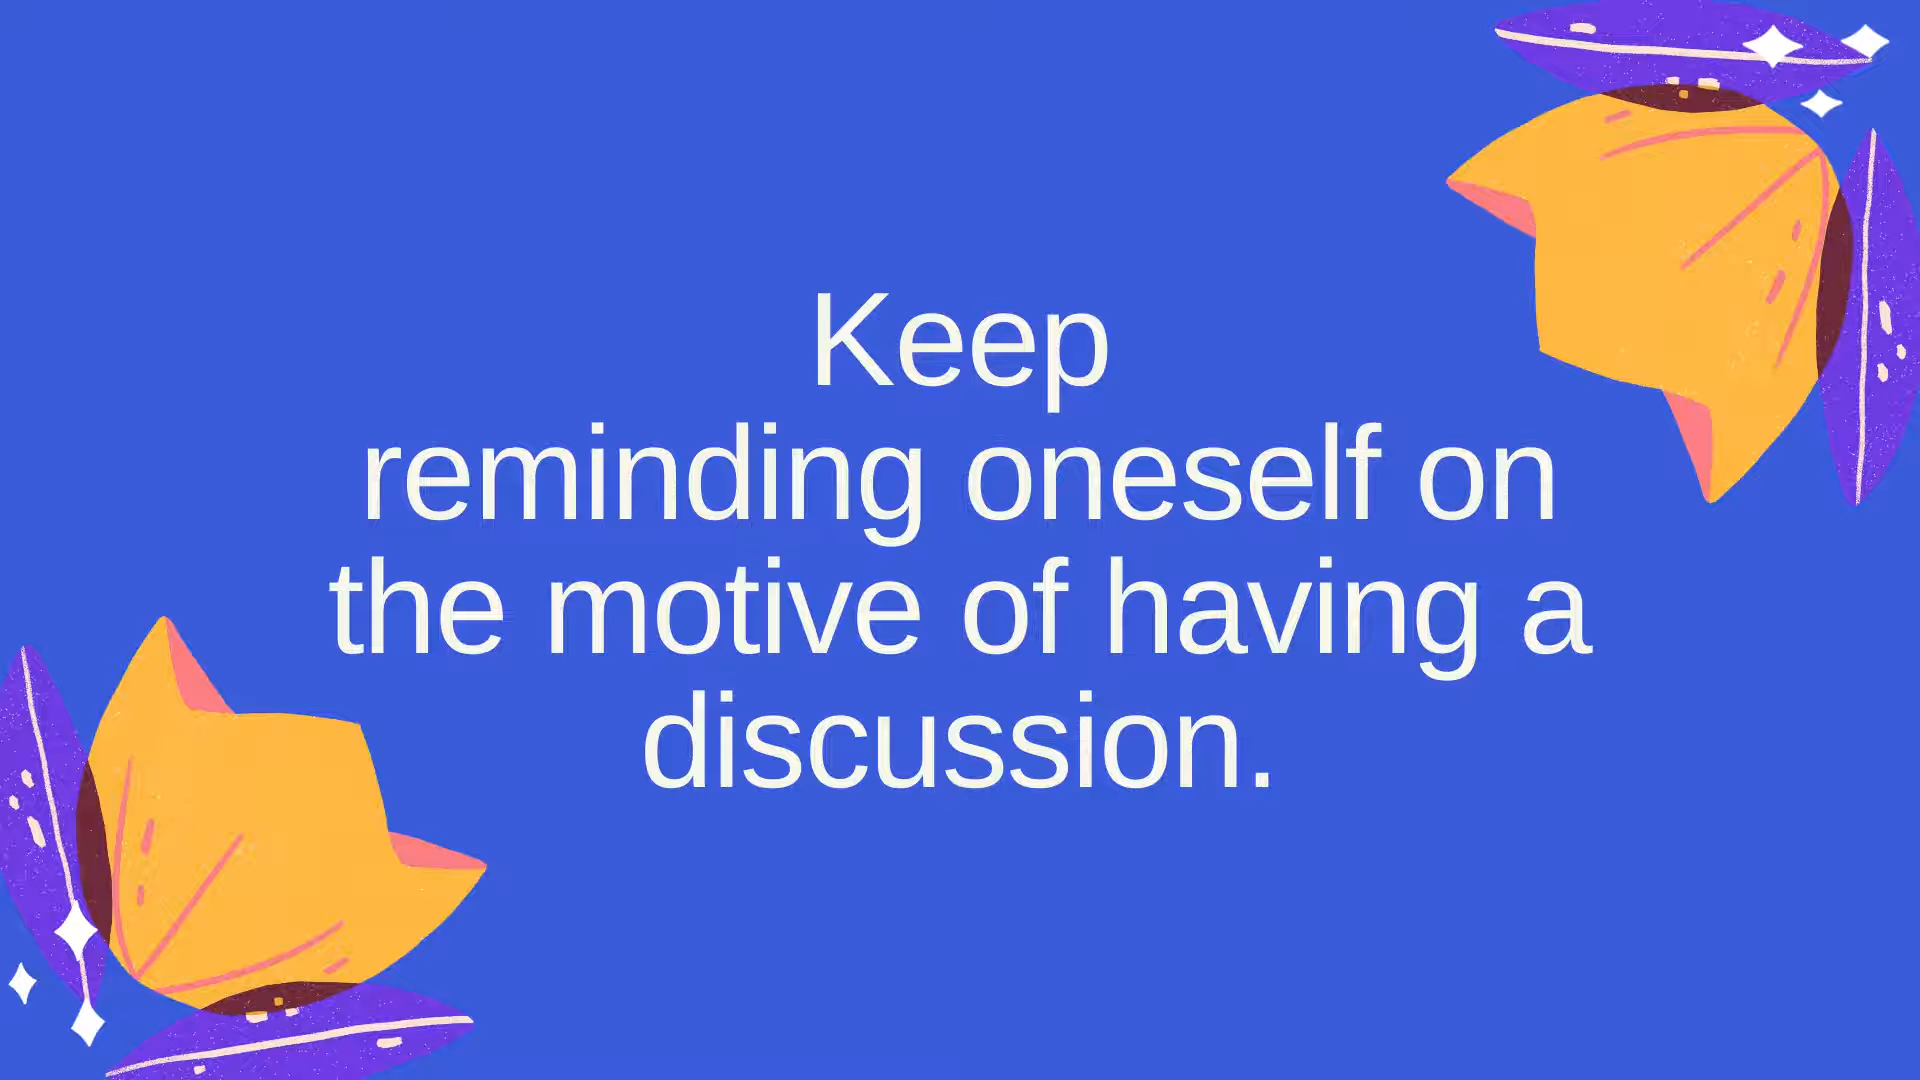 Keep
reminding oneself on
the motive of having a
discussion.